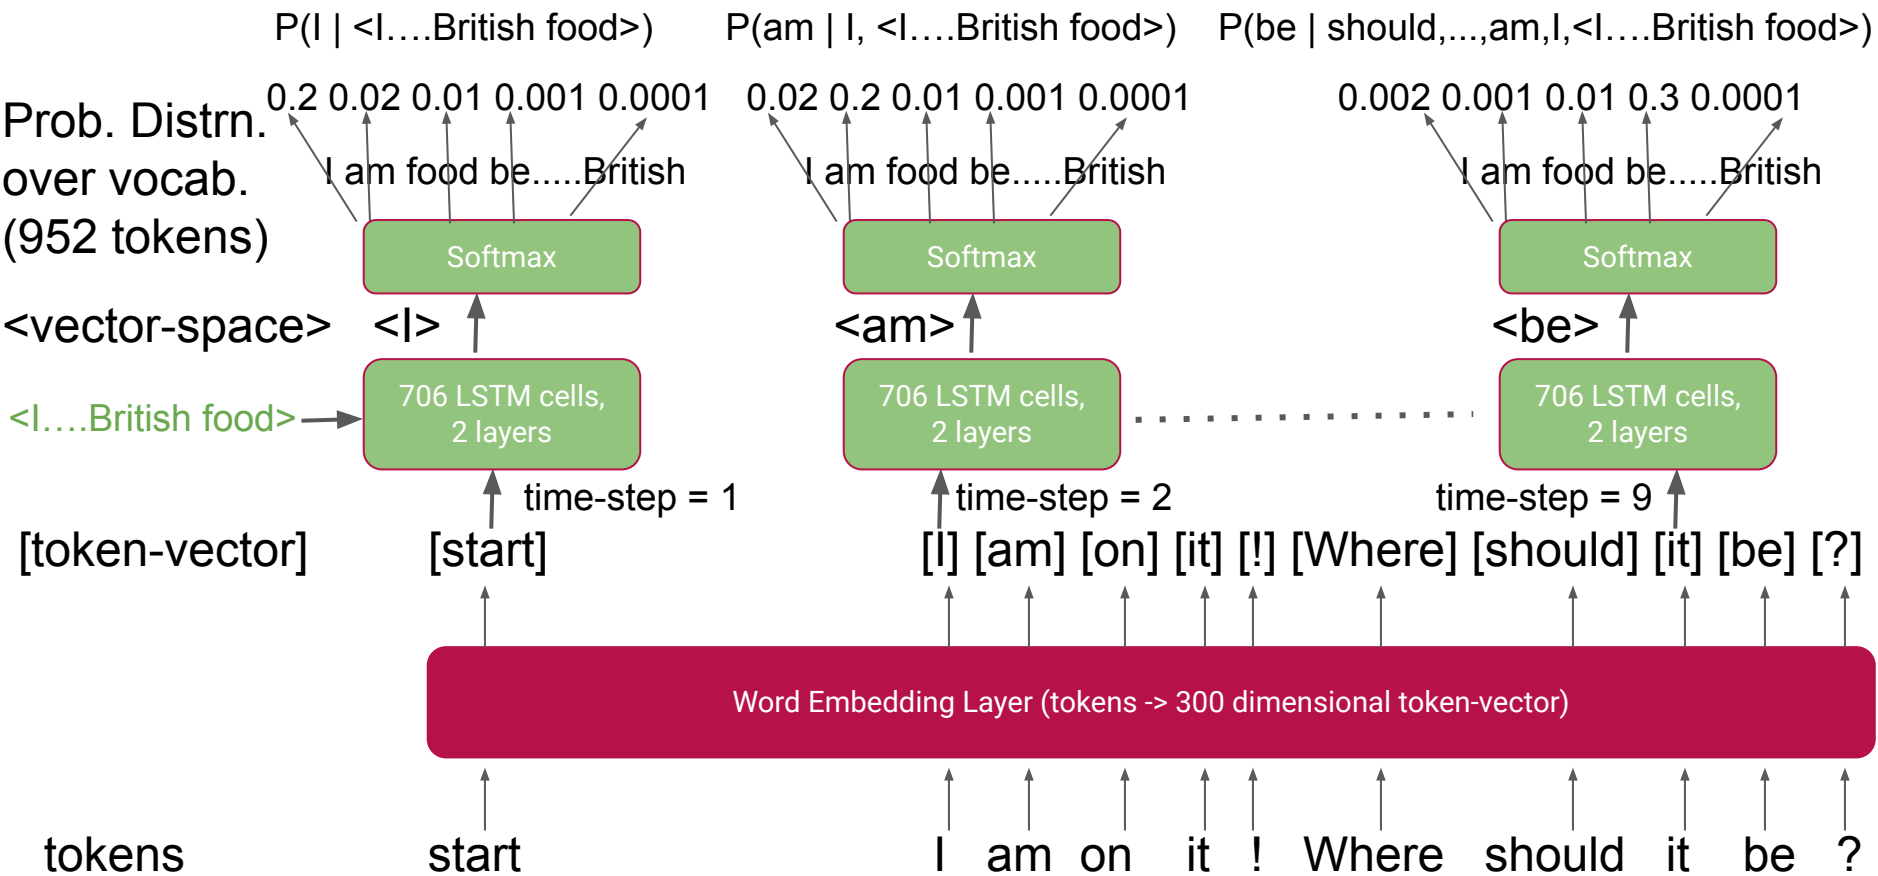 P(I | <I….British food>) P(am | I, <I….British food>) P(be | should,...,am,I,<I….British food>)
0.2 0.02 0.01 0.001 0.0001 0.02 0.2 0.01 0.001 0.0001 0.002 0.001 0.01 0.3 0.0001
Prob. Distrn.
over vocab.
(952 tokens)
I am food be.....British I am food be.....British I am food be.....British
Softmax Softmax Softmax
<vector-space> <I> <am> <be>
706 LSTM cells,
2 layers
706 LSTM cells,
2 layers
706 LSTM cells,
2 layers
<I….British food>
time-step = 1 time-step = 2 time-step = 9
[token-vector] [start] [I] [am] [on] [it] [!] [Where] [should] [it] [be] [?]
Word Embedding Layer (tokens -> 300 dimensional token-vector)
tokens start I am on it ! Where should it be ?